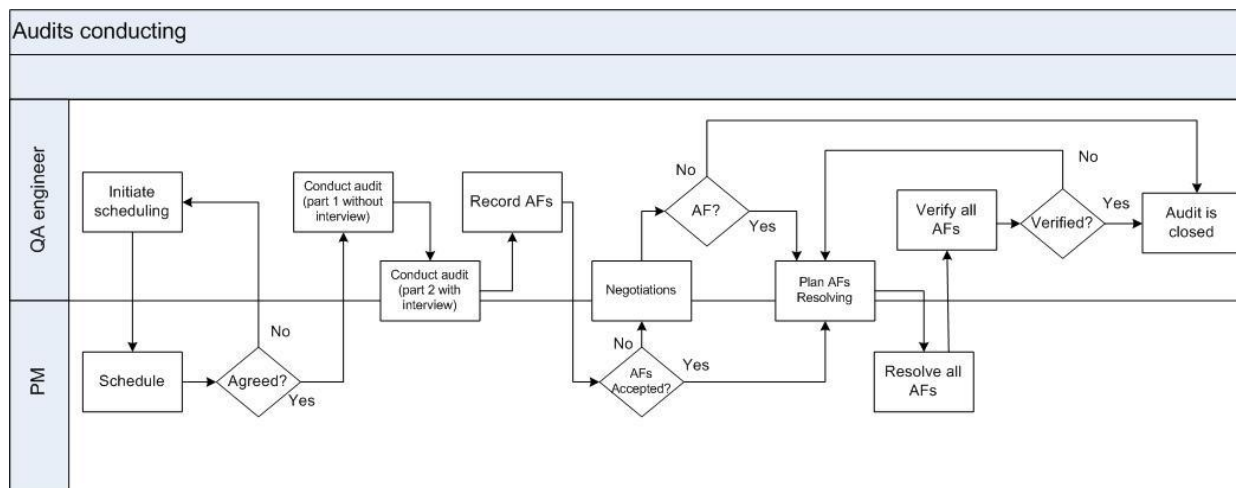 Audits conducting
QA engineer
PM
Initiate
scheduling
Schedule
Agreed?
No
Yes
Conduct audit
(part 1 without
interview)
Conduct audit
(part 2 with
interview)
Record AFs
AFs
Accepted?
No
Yes
Negotiations
AF?
No
Yes
Plan AFs
Resolving
Resolve all
AFs
Verify all
AFs
Verified?
No
Yes
Audit is
closed